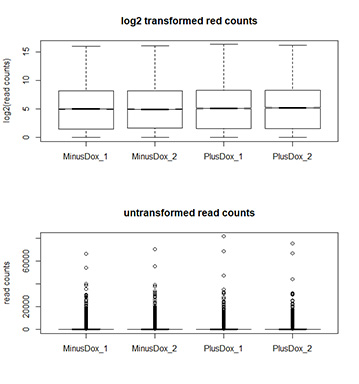 log2 transformed red counts
log2(read counts)
15
10
5
0
MinusDox_1 MinusDox_2 PlusDox_1 PlusDox_2
untransformed read counts
read counts
60000
20000
0
MinusDox_1 MinusDox_2 PlusDox_1 PlusDox_2